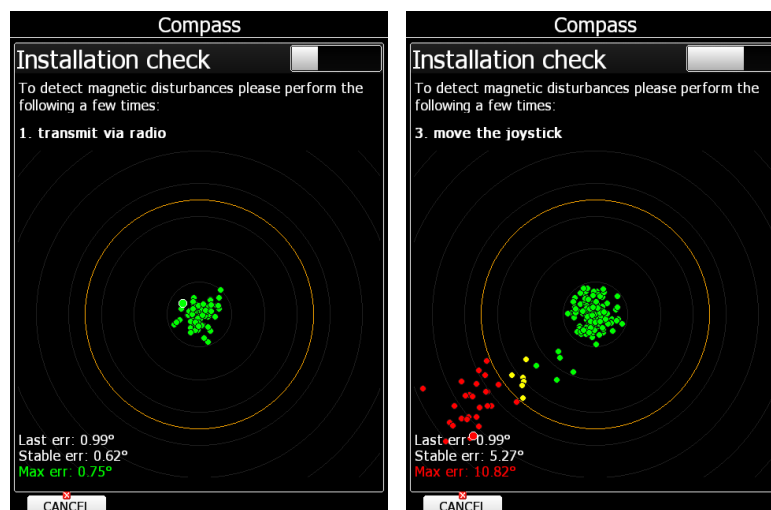 Compass
Installation check
To detect magnetic disturbances please perform the
following a few times:
1. transmit via radio
Last err: 0.99°
Stable err: 0.62°
Max err: 0.75°
CANCEL
Compass
Installation check
To detect magnetic disturbances please perform the
following a few times:
3. move the joystick
Last err: 0.99°
Stable err: 5.27°
Max err: 10.82°
CANCEL